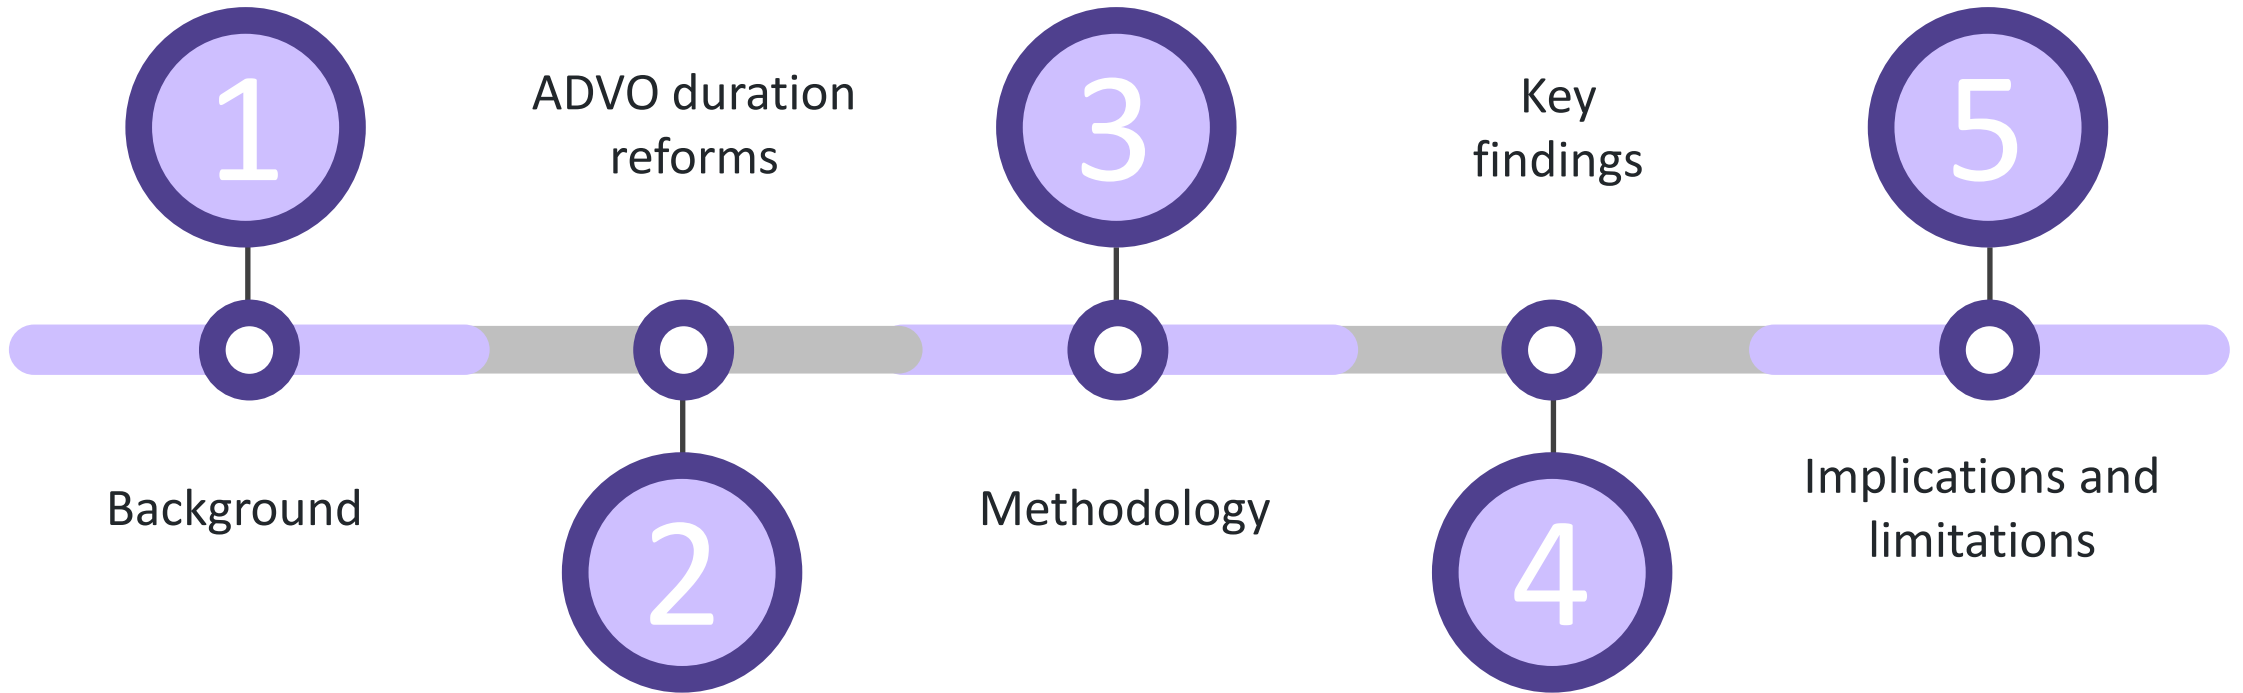 1
Background
ADVO duration
reforms
2
3
Methodology
Key
findings
4
5
Implications and
limitations